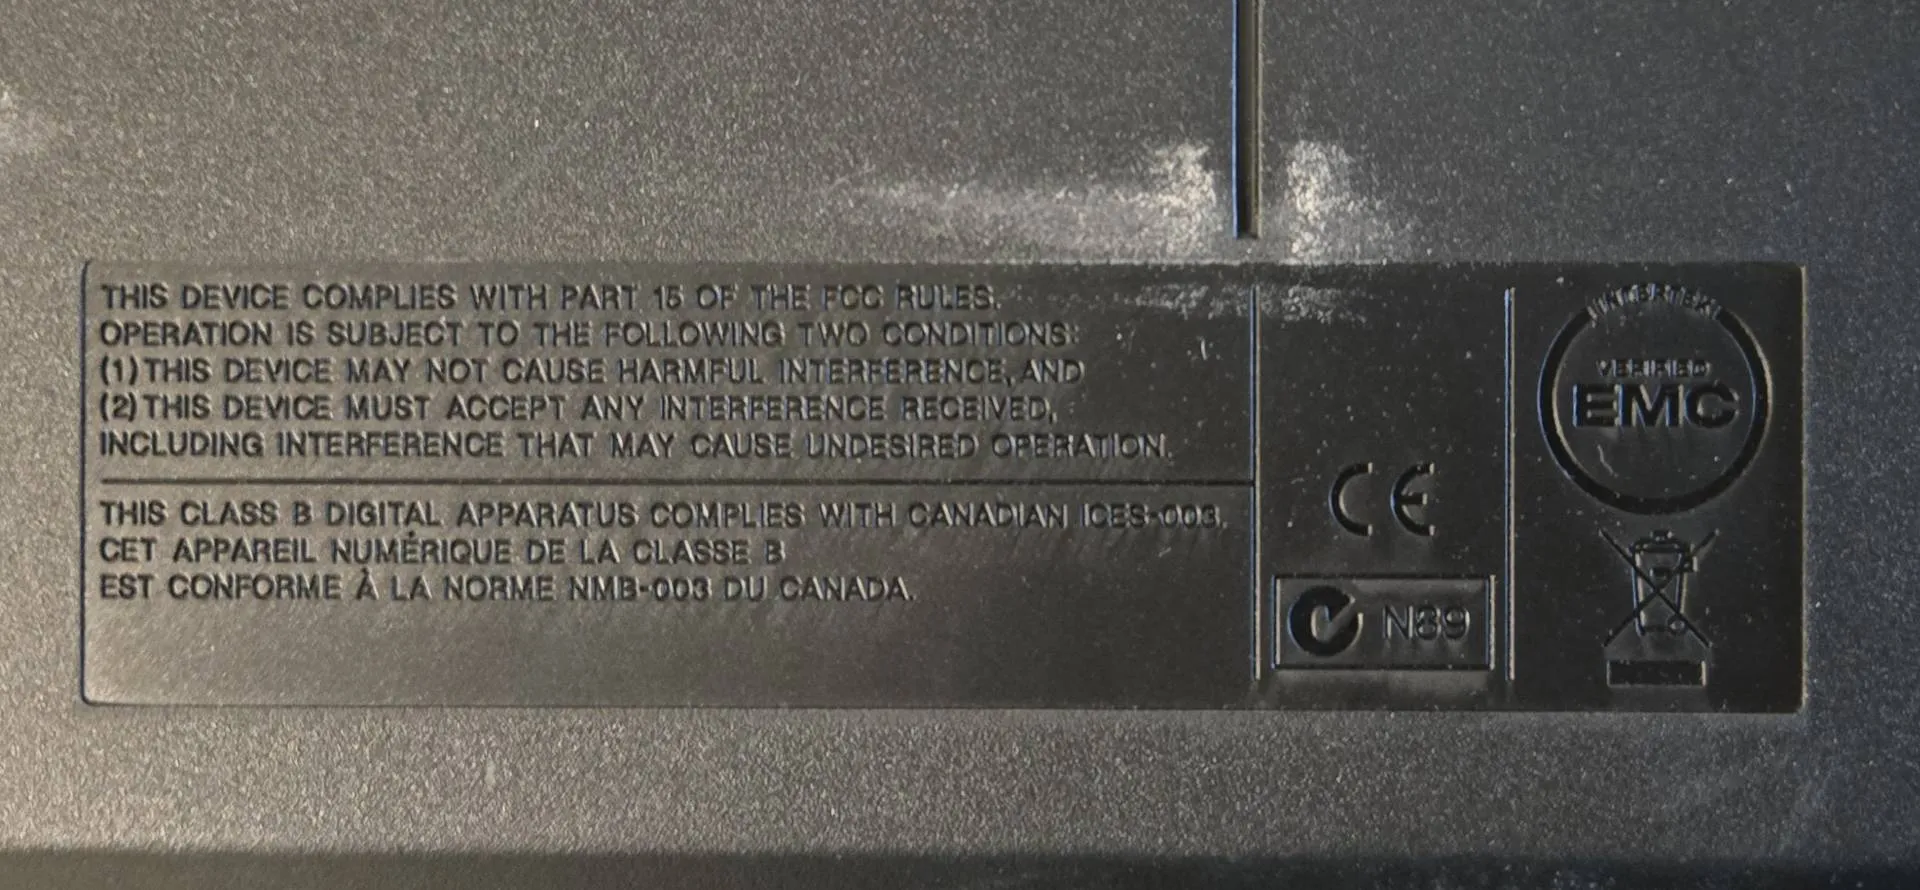 THIS DEVICE COMPLIES WITH PART 15 OF THE FCC RULES.
OPERATION IS SUBJECT TO THE FOLLOWING TWO CONDITIONS:
(1) THIS DEVICE MAY NOT CAUSE HARMFUL INTERFERENCE, AND
(2) THIS DEVICE MUST ACCEPT ANY INTERFERENCE RECEIVED,
INCLUDING INTERFERENCE THAT MAY CAUSE UNDESIRED OPERATION.
THIS CLASS B DIGITAL APPARATUS COMPLIES WITH CANADIAN ICES-003.
CET APPAREIL NUMÉRIQUE DE LA CLASSE B
EST CONFORME À LA NORME NMB-003 DU CANADA.
CE
N89
INTERTEK
VERIFIED
EMC